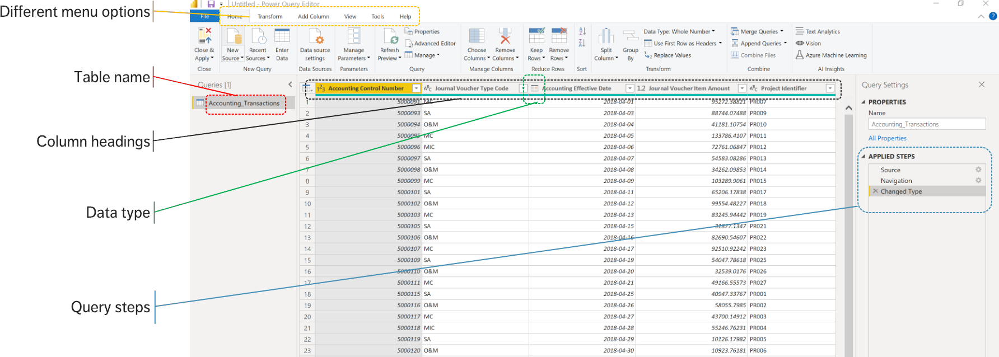 Untitled - Power Query Editor
Different menu options
File Home Transform Add Column View Tools Help
Close & Apply
New Source
Recent Sources
Enter Data
Data source settings
Manage Parameters
Refresh Preview
Properties
Advanced Editor
Manage
Choose Columns
Remove Columns
Keep Rows
Remove Rows
Split Column
Group By
Data Type: Whole Number
Use First Row as Headers
Replace Values
Merge Queries
Append Queries
Combine Files
Text Analytics
Vision
Azure Machine Learning
Close New Query Data Sources Parameters Query Manage Columns Reduce Rows Sort Transform Combine AI Insights
Table name
Queries [1]
Accounting_Transactions
Column headings
Data type
Query steps
Accounting Control Number Journal Voucher Type Code Accounting Effective Date 1.2 Journal Voucher Item Amount Project Identifier
1 5000091 MC 2018-04-01 95272.38821 PR007
2 5000093 SA 2018-04-03 88744.07488 PR009
3 5000094 O&M 2018-04-04 41181.10754 PR010
4 5000095 MC 2018-04-05 133786.4107 PR011
5 5000096 MIC 2018-04-06 72761.06847 PR012
6 5000097 SA 2018-04-07 54583.08286 PR013
7 5000098 O&M 2018-04-08 34262.09853 PR014
8 5000099 MC 2018-04-09 103289.9061 PR015
9 5000101 SA 2018-04-11 65206.17838 PR017
10 5000102 O&M 2018-04-12 99554.48227 PR018
11 5000103 MC 2018-04-13 83245.94442 PR019
12 5000105 SA 2018-04-15 31877.1347 PR021
13 5000106 O&M 2018-04-16 82690.54607 PR022
14 5000107 MC 2018-04-17 92510.92242 PR023
15 5000109 SA 2018-04-19 54047.78618 PR025
16 5000110 O&M 2018-04-20 32539.0176 PR026
17 5000111 MC 2018-04-21 49166.55573 PR027
18 5000115 SA 2018-04-25 40947.33767 PR001
19 5000116 O&M 2018-04-26 58055.7985 PR002
20 5000117 MC 2018-04-27 43700.14912 PR003
21 5000118 MIC 2018-04-28 55246.76231 PR004
22 5000119 SA 2018-04-29 10126.17982 PR005
23 5000120 O&M 2018-04-30 10923.76181 PR006
Query Settings
PROPERTIES
Name
Accounting_Transactions
All Properties
APPLIED STEPS
Source
Navigation
Changed Type